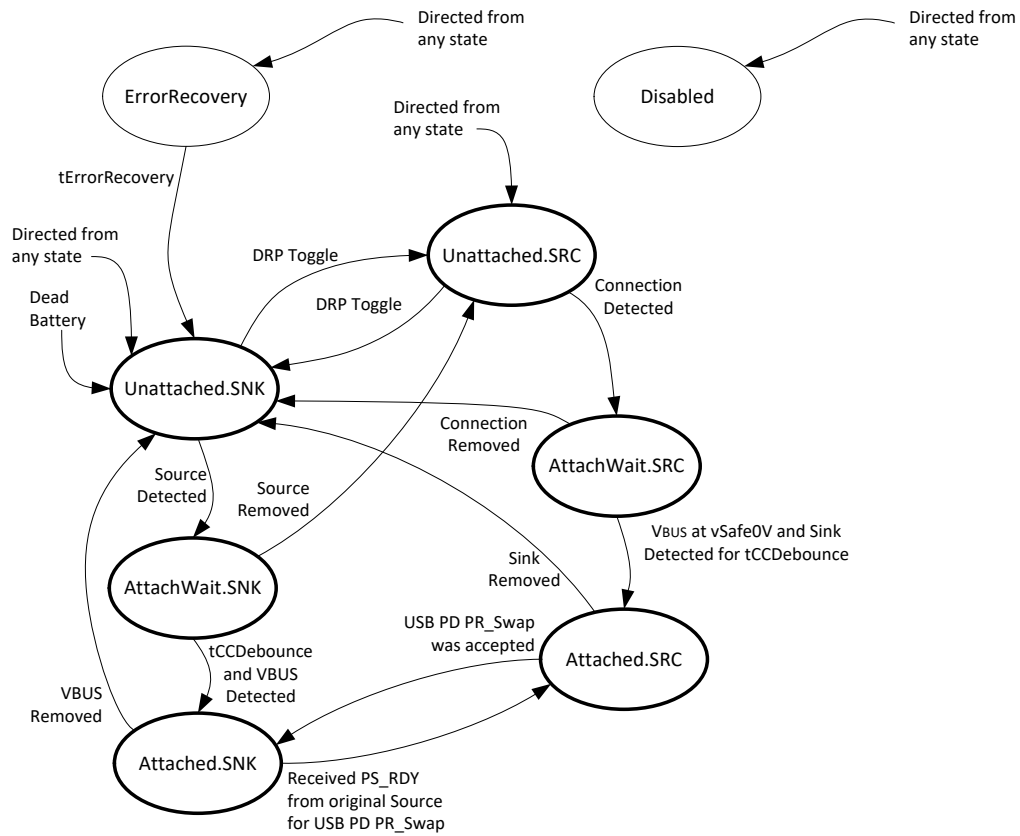 Directed from
any state
Directed from
any state
ErrorRecovery
Disabled
Directed from
any state
tErrorRecovery
Directed from
any state
DRP Toggle
Unattached.SRC
Connection
Detected
Dead
Battery
DRP Toggle
Unattached.SNK
Connection
Removed
AttachWait.SRC
Source
Detected
Source
Removed
VBUS at vSafe0V and Sink
Detected for tCCDebounce
Sink
Removed
AttachWait.SNK
USB PD PR_Swap
was accepted
tCCDebounce
and VBUS
Detected
Attached.SRC
VBUS
Removed
Attached.SNK
Received PS_RDY
from original Source
for USB PD PR_Swap